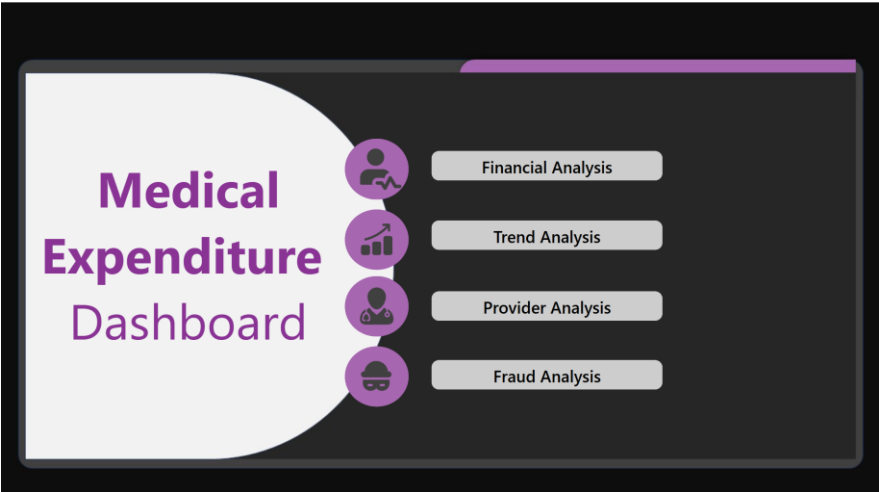 Medical
Expenditure
Dashboard
Financial Analysis
Trend Analysis
Provider Analysis
Fraud Analysis